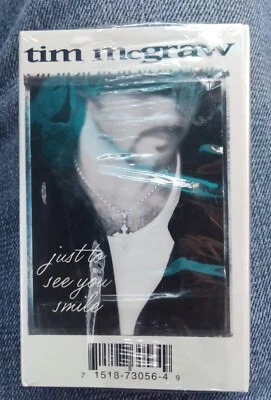 tim mcgraw
just to
see you
smile
7 1518-73056-4 9